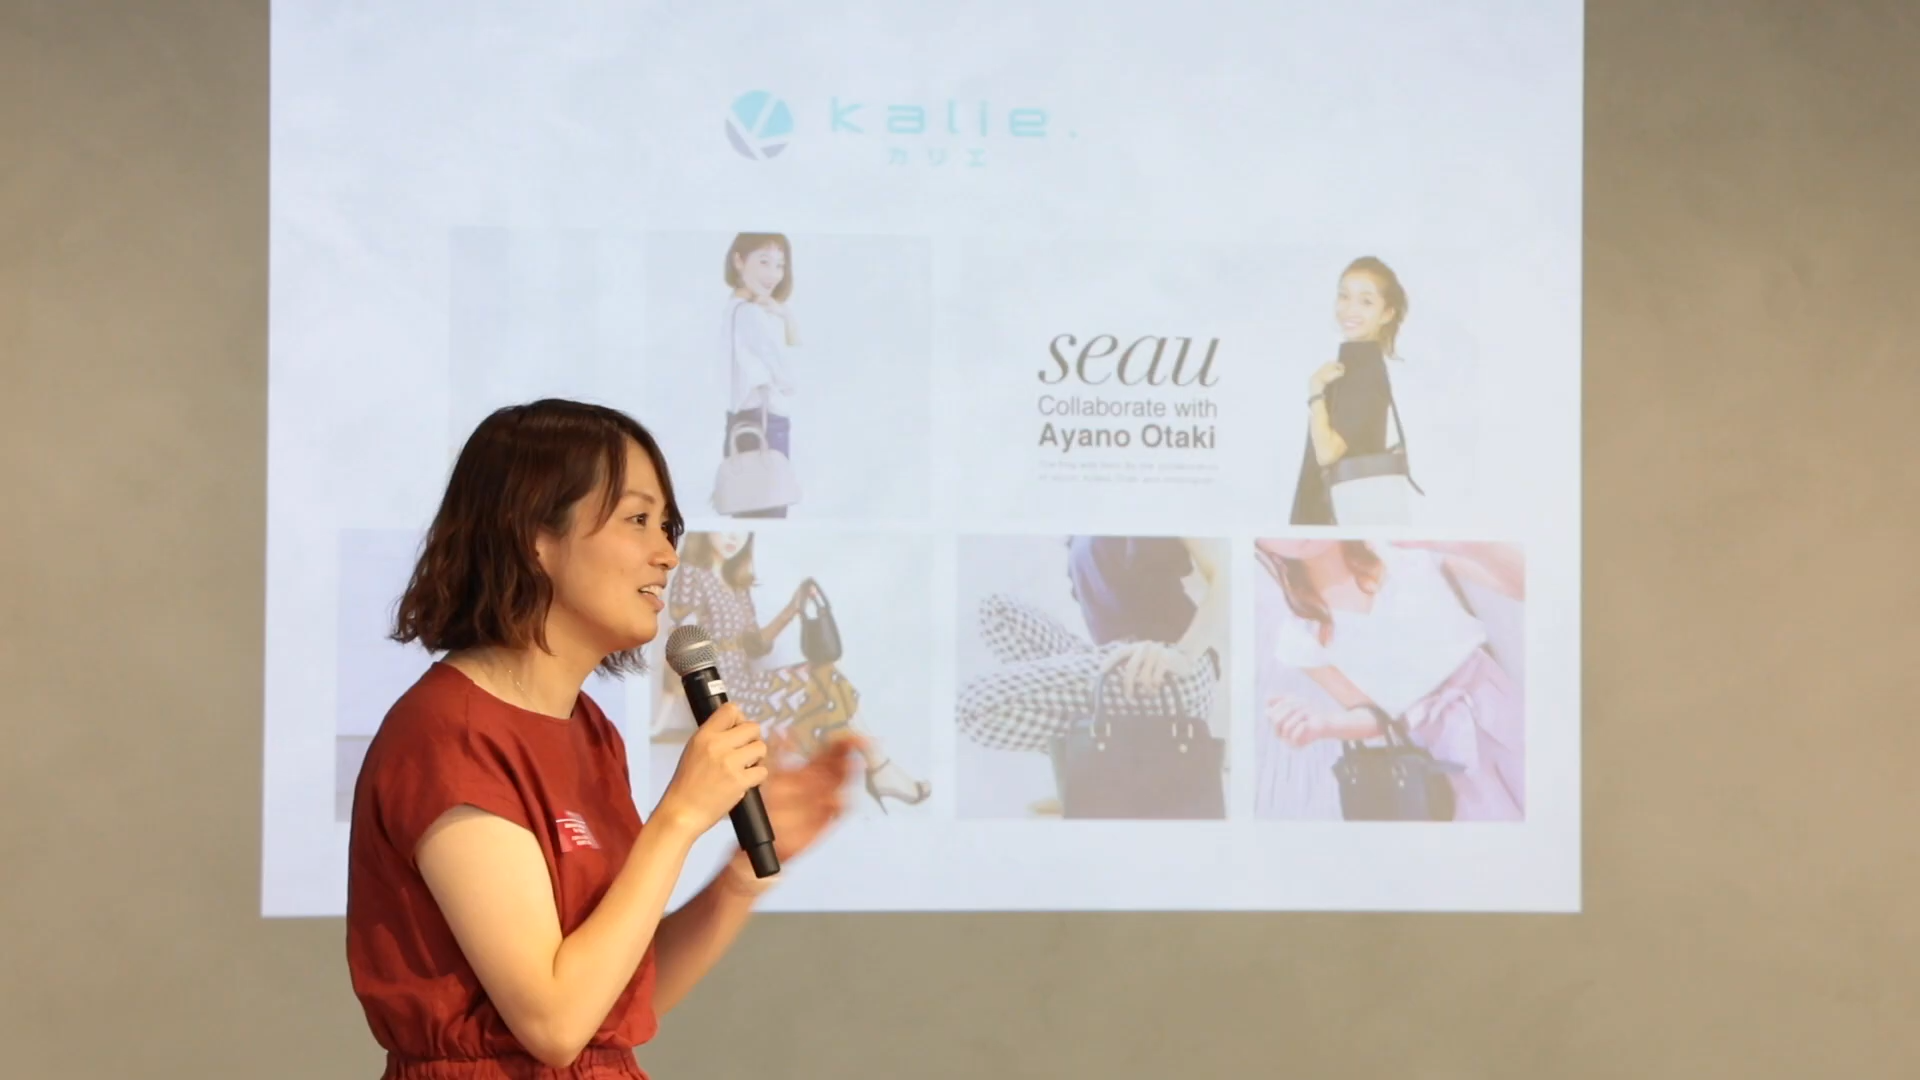 kalie.
カリエ
seau
Collaborate with
Ayano Otaki